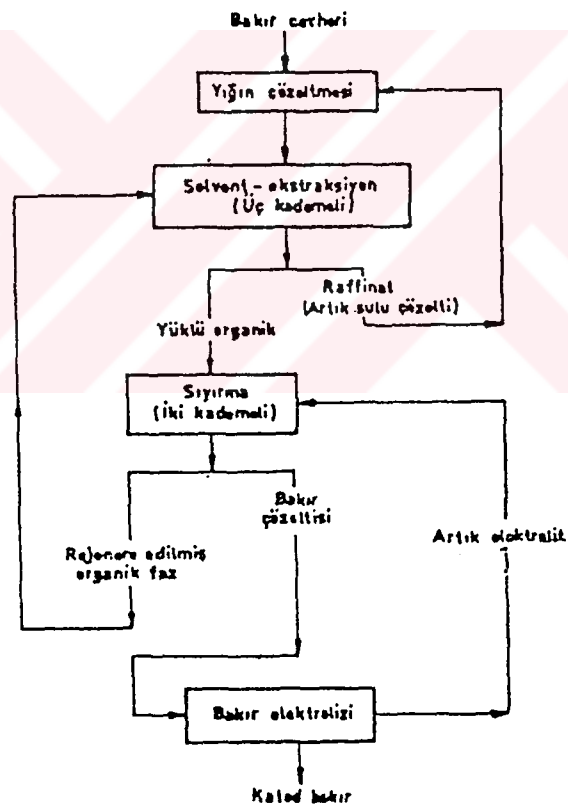 Bakır cevheri
Yığın çözeltmesi
Solvent-ekstraksiyon
(Üç kademeli)
Raffinat
(Artık sulu çözelti)
Yüklü organik
Sıyırma
(İki kademeli)
Bakır
çözeltisi
Artık elektrolit
Rejenere edilmiş
organik faz
Bakır elektrolizi
Katod bakır